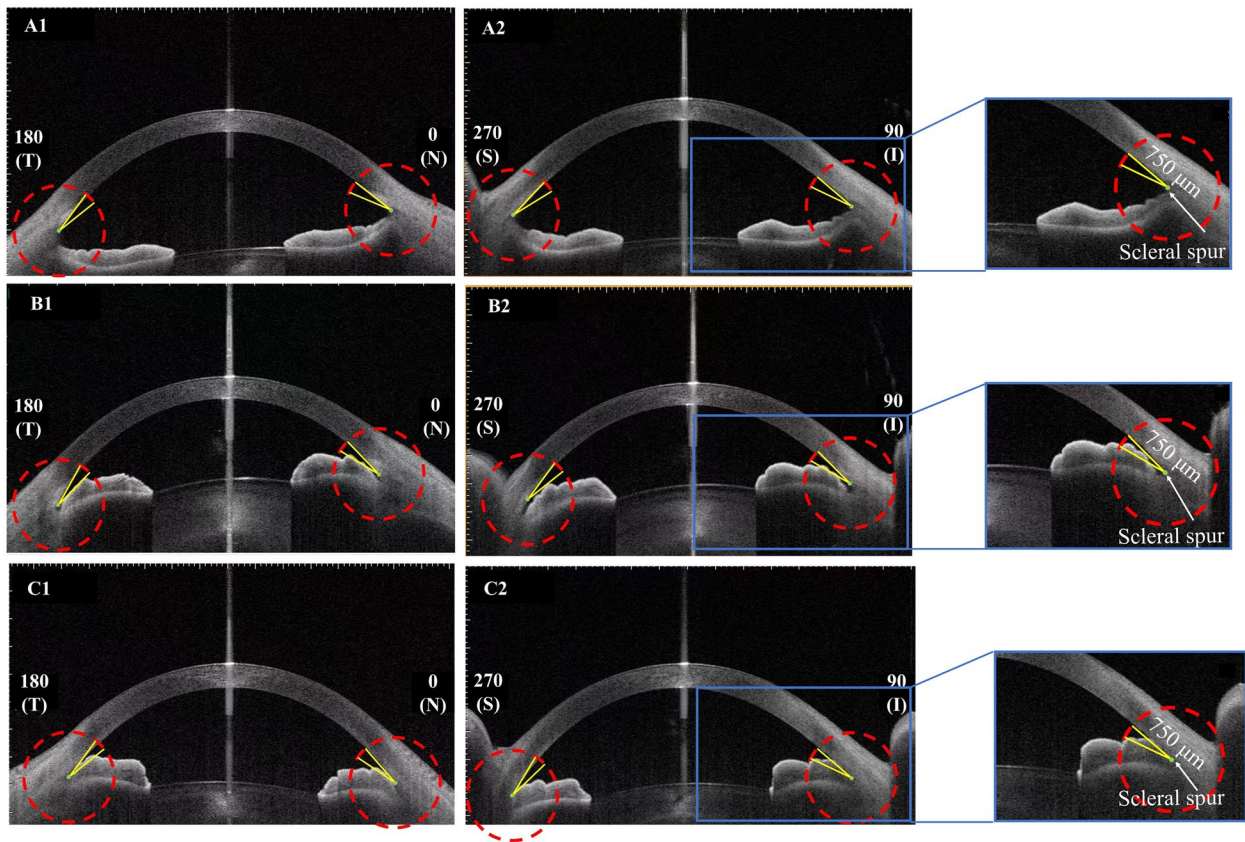 A1
180
(T)
0
(N)
A2
270
(S)
90
(I)
750 μm
Scleral spur
B1
180
(T)
0
(N)
B2
270
(S)
90
(I)
750 μm
Scleral spur
C1
180
(T)
0
(N)
C2
270
(S)
90
(I)
750 μm
Scleral spur